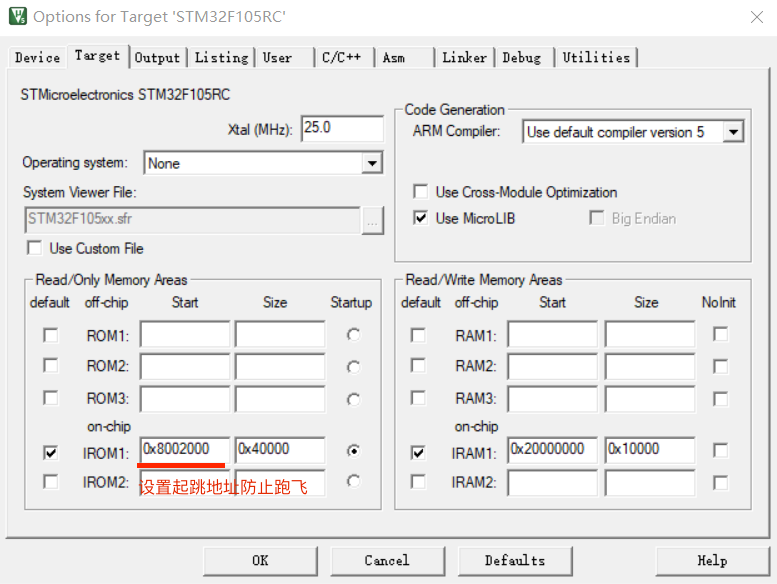 Options for Target 'STM32F105RC'
Device Target Output Listing User C/C++ Asm Linker Debug Utilities
STMicroelectronics STM32F105RC
Xtal (MHz): 25.0
Operating system: None
System Viewer File:
STM32F105xx.sfr ...
Use Custom File
Code Generation
ARM Compiler: Use default compiler version 5
Use Cross-Module Optimization
Use MicroLIB Big Endian
Read/Only Memory Areas
default off-chip Start Size Startup
ROM1:
ROM2:
ROM3:
on-chip
IROM1: 0x8002000 0x40000
IROM2:
设置起跳地址防止跑飞
Read/Write Memory Areas
default off-chip Start Size NoInit
RAM1:
RAM2:
RAM3:
on-chip
IRAM1: 0x20000000 0x10000
IRAM2:
OK Cancel Defaults Help